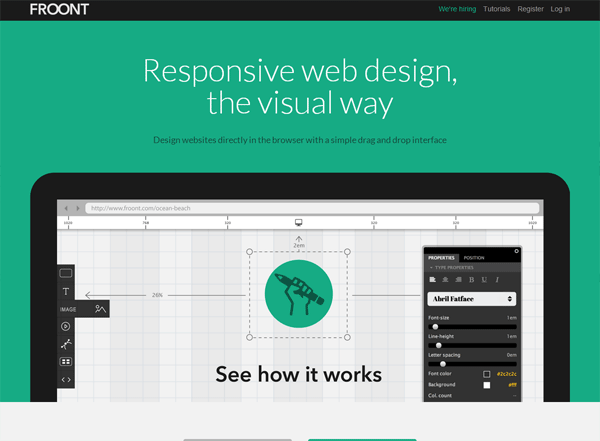 FROONT
We're hiring Tutorials Register Log in
Responsive web design,
the visual way
Design websites directly in the browser with a simple drag and drop interface
http://www.froont.com/ocean-beach
2em
26%
T
IMAGE
PROPERTIES POSITION
TYPE PROPERTIES
B U I
Abril Fatface
Font-size 1em
Line-height 1em
Letter spacing 0em
Font color #2c2c2c
Background #fff
Col. count
See how it works